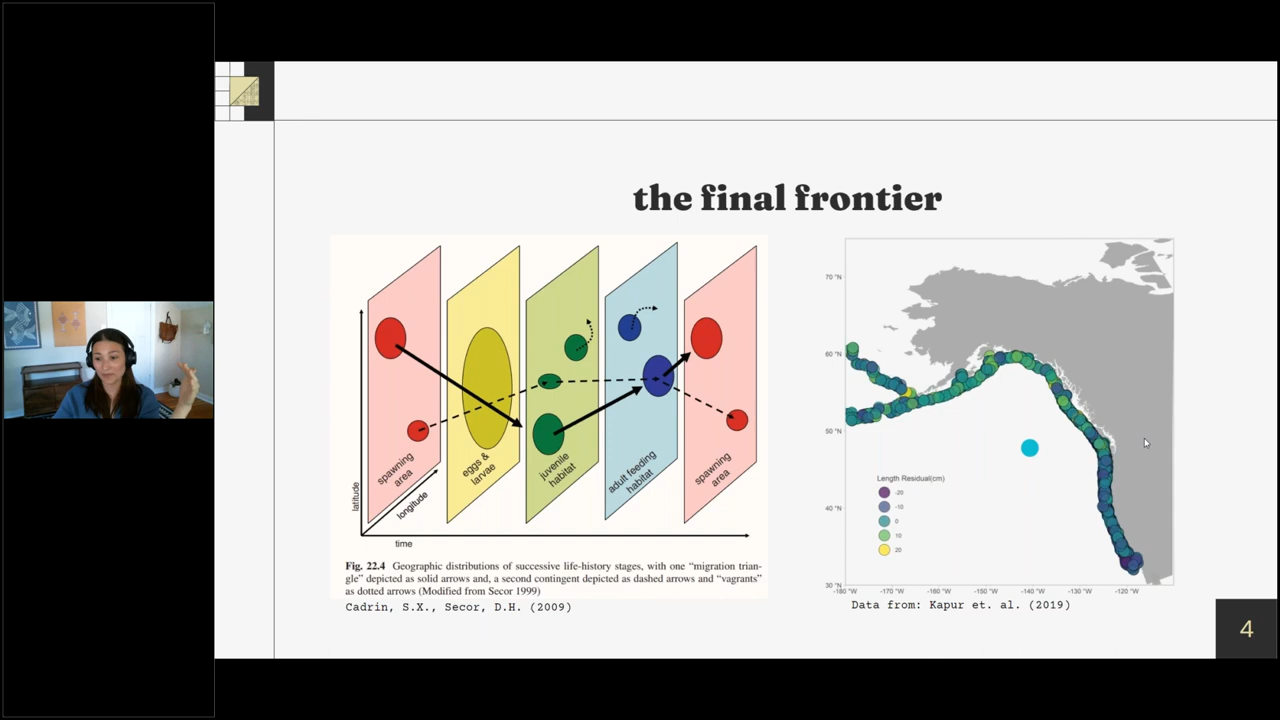 the final frontier
spawning
area
eggs &
larvae
juvenile
habitat
adult feeding
habitat
spawning
area
latitude
longitude
time
Fig. 22.4 Geographic distributions of successive life-history stages, with one “migration trian-
gle” depicted as solid arrows and, a second contingent depicted as dashed arrows and “vagrants”
as dotted arrows (Modified from Secor 1999)
Cadrin, S.X., Secor, D.H. (2009)
70 °N
60 °N
50 °N
40 °N
30 °N
Length Residual(cm)
-20
-10
0
10
20
-180 °W -170 °W -160 °W -150 °W -140 °W -130 °W -120 °W
Data from: Kapur et. al. (2019)
4